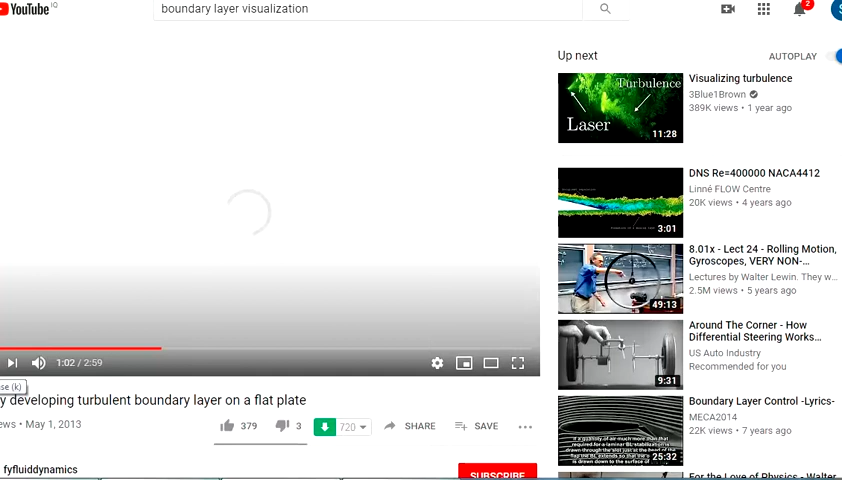 YouTube IQ
boundary layer visualization
2
S
Up next
AUTOPLAY
Turbulence
Laser
11:28
Visualizing turbulence
3Blue1Brown
389K views • 1 year ago
3:01
DNS Re=400000 NACA4412
Linné FLOW Centre
20K views • 4 years ago
49:13
8.01x - Lect 24 - Rolling Motion,
Gyroscopes, VERY NON-...
Lectures by Walter Lewin. They w...
2.5M views • 5 years ago
9:31
Around The Corner - How
Differential Steering Works...
US Auto Industry
Recommended for you
25:32
Boundary Layer Control -Lyrics-
MECA2014
22K views • 7 years ago
For the Love of Physics - Walter
1:02 / 2:59
se (k)
y developing turbulent boundary layer on a flat plate
ews • May 1, 2013
379
3
720
SHARE
SAVE
fyfluiddynamics
SUBSCRIBE